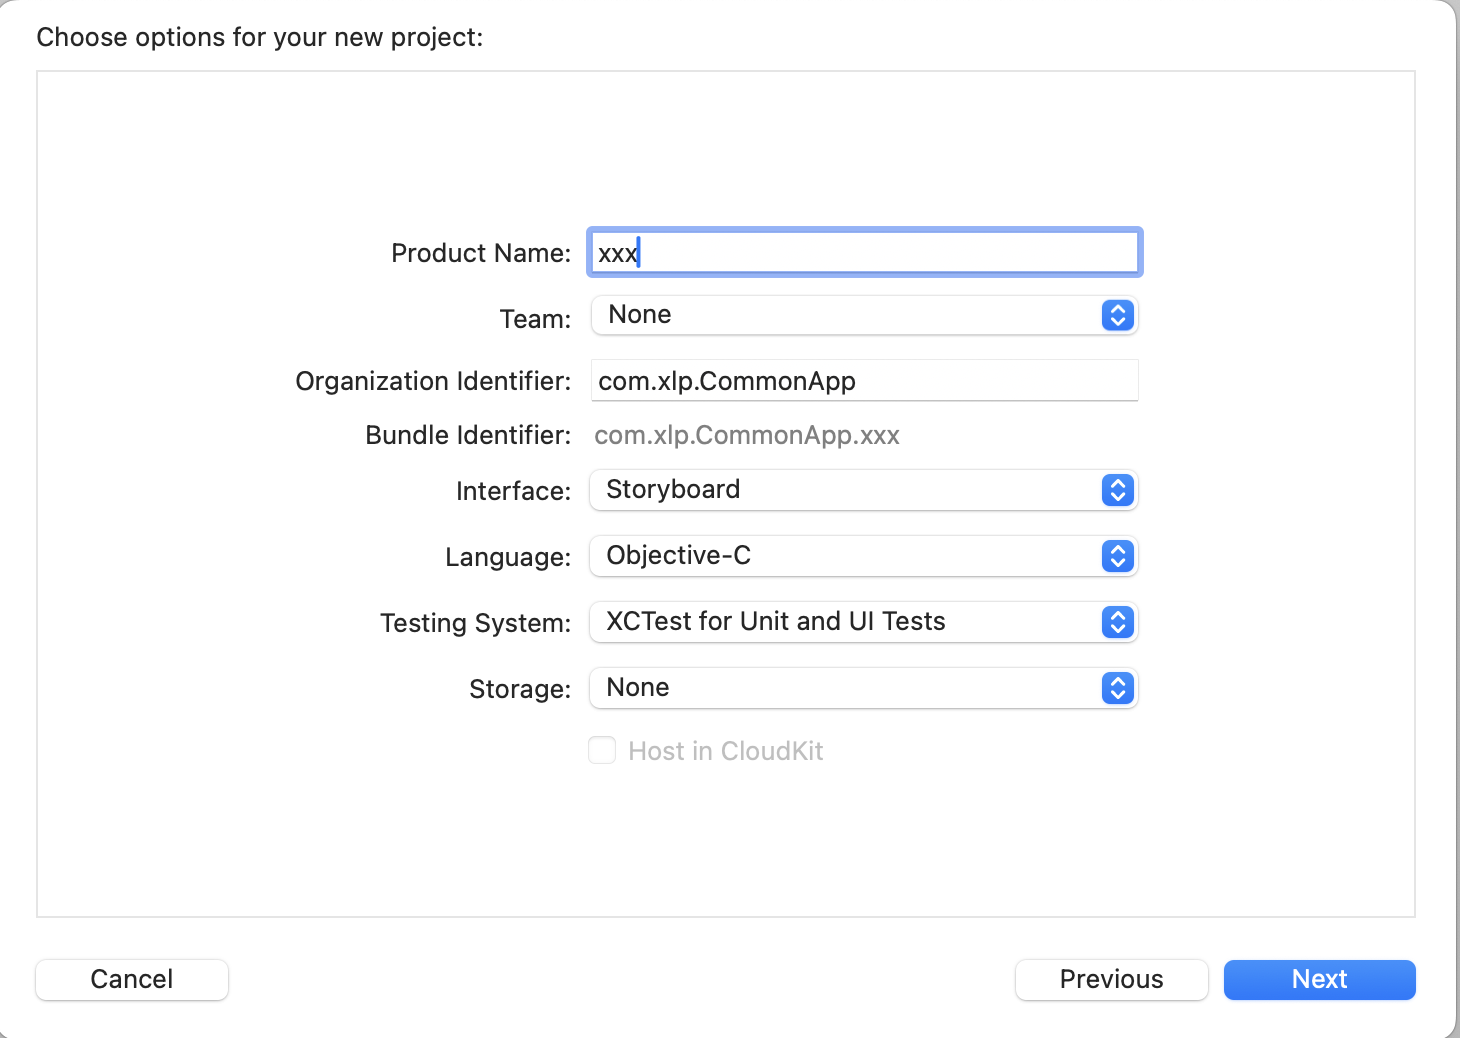 Choose options for your new project:
Product Name: xxx
Team: None
Organization Identifier: com.xlp.CommonApp
Bundle Identifier: com.xlp.CommonApp.xxx
Interface: Storyboard
Language: Objective-C
Testing System: XCTest for Unit and UI Tests
Storage: None
Host in CloudKit
Cancel Previous Next